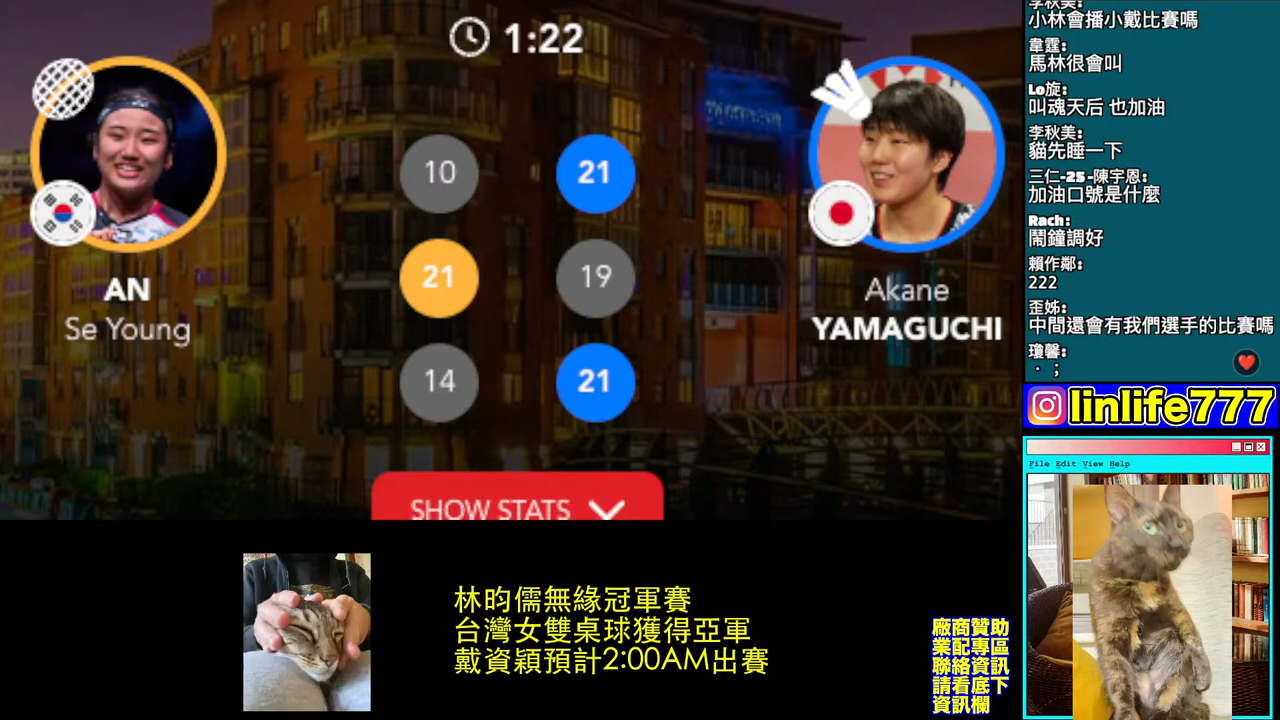 1:22
10
21
21
19
14
21
AN
Se Young
Akane
YAMAGUCHI
SHOW STATS
林昀儒無緣冠軍賽
台灣女雙桌球獲得亞軍
戴資穎預計2:00AM出賽
廠商贊助
業配專區
聯絡資訊
請看底下
資訊欄
李秋美:
小林會播小戴比賽嗎
韋霆:
馬林很會叫
Lo旋:
叫魂天后 也加油
李秋美:
貓先睡一下
三仁-25-陳宇恩:
加油口號是什麼
Rach:
鬧鐘調好
賴作鄰:
222
歪姊:
中間還會有我們選手的比賽嗎
瓊馨:
· ;
linlife777
File Edit View Help